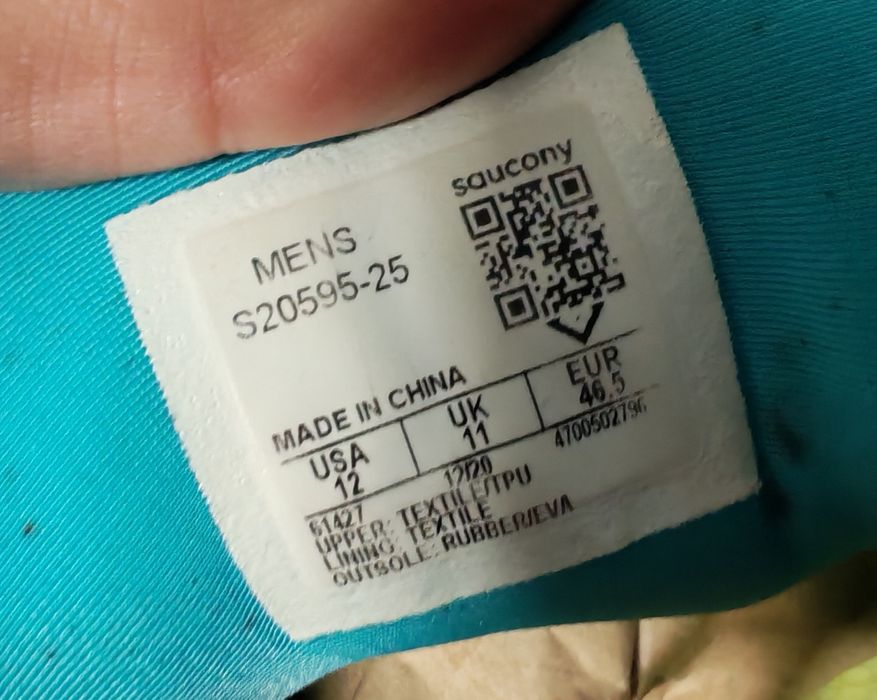 saucony
MENS
S20595-25
MADE IN CHINA
USA UK EUR
12 11 46.5
61427 12/20 4700502796
UPPER: TEXTILE/TPU
LINING: TEXTILE
OUTSOLE: RUBBER/EVA